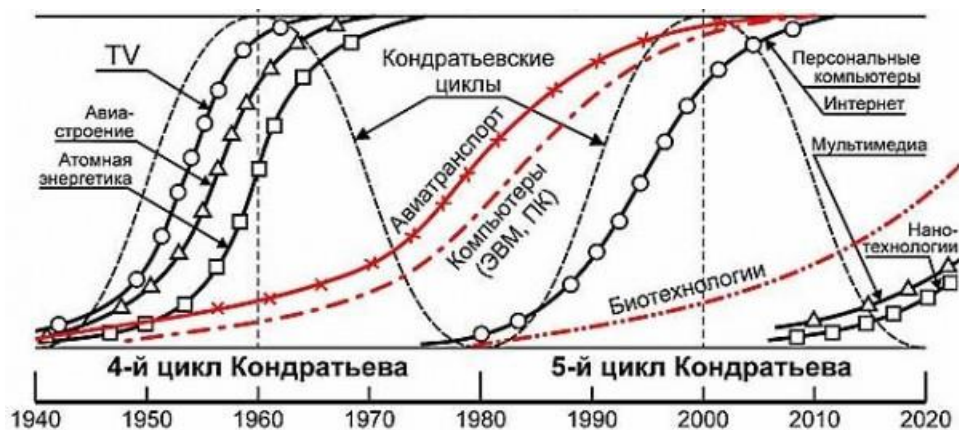 TV
Авиа-
строение
Атомная
энергетика
Кондратьевские
циклы
Авиатранспорт
Компьютеры
(ЭВМ, ПК)
Персональные
компьютеры
Интернет
Мультимедиа
Нано-
технологии
Биотехнологии
4-й цикл Кондратьева
5-й цикл Кондратьева
1940 1950 1960 1970 1980 1990 2000 2010 2020